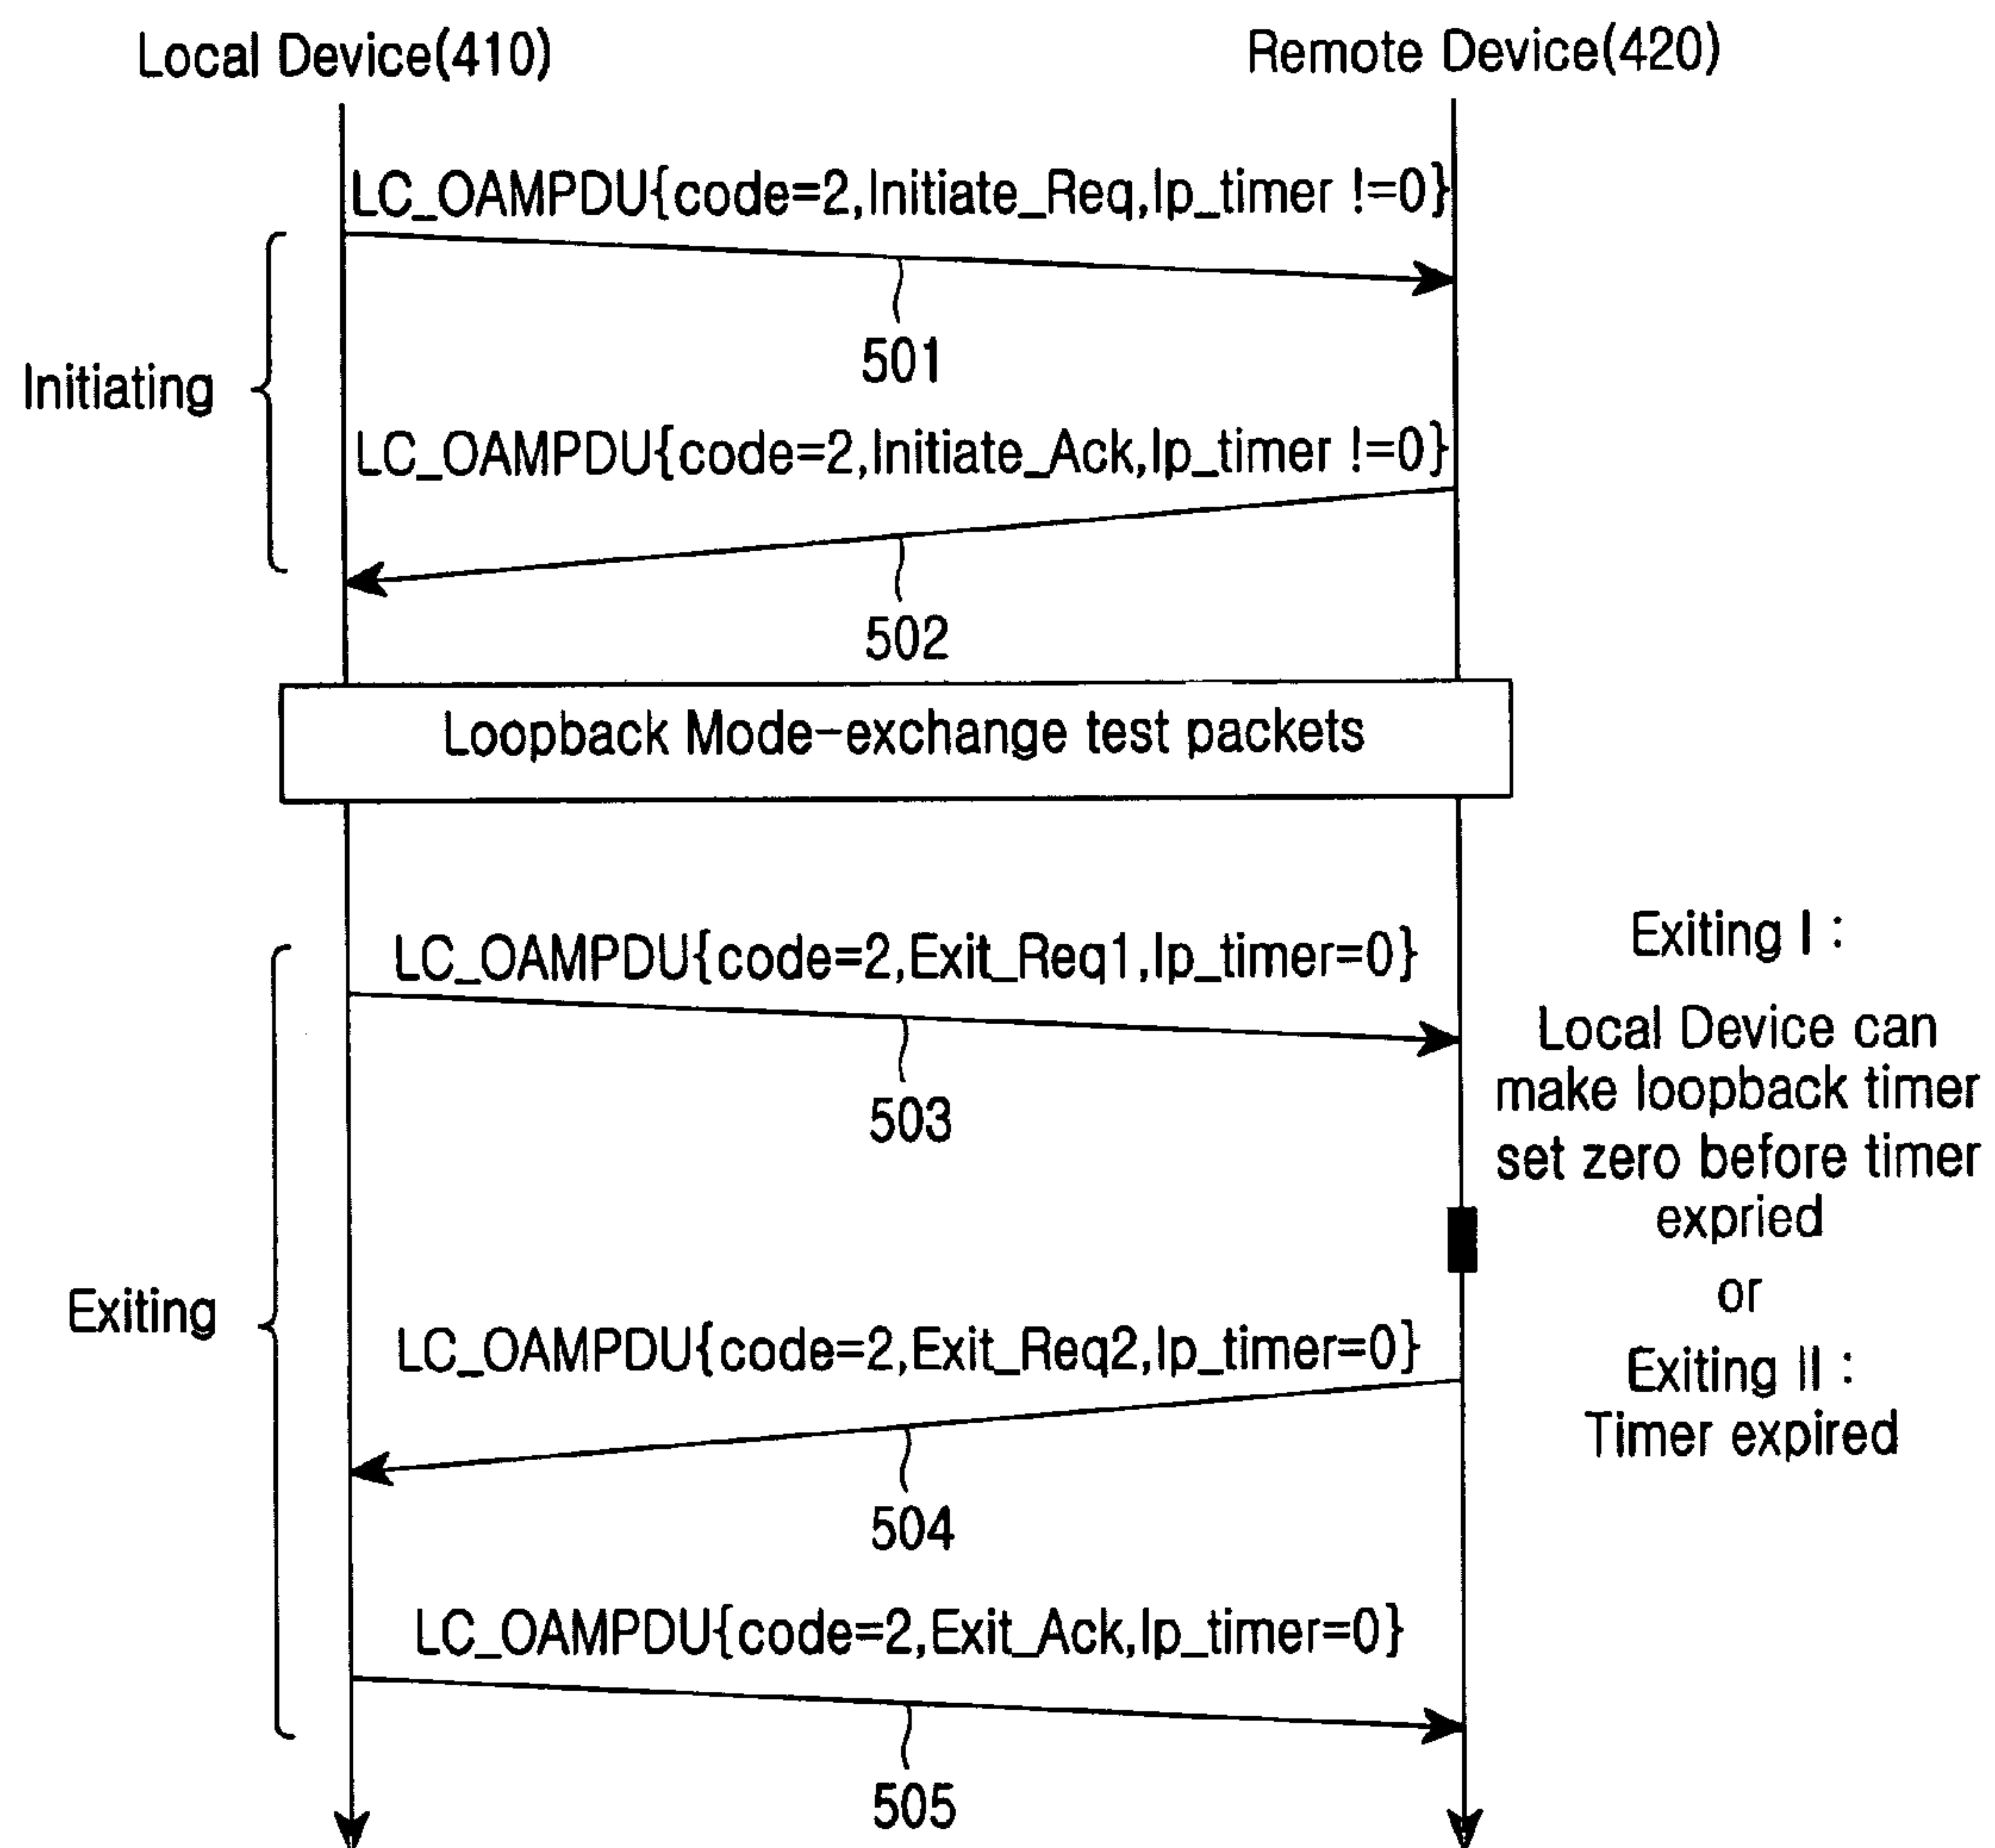 Local Device(410)
Remote Device(420)
LC_OAMPDU{code=2,Initiate_Req,lp_timer !=0}
501
Initiating
LC_OAMPDU{code=2,Initiate_Ack,lp_timer !=0}
502
Loopback Mode-exchange test packets
Exiting I :
LC_OAMPDU{code=2,Exit_Req1,lp_timer=0}
Local Device can
make loopback timer
503
set zero before timer
expried
or
Exiting
LC_OAMPDU{code=2,Exit_Req2,lp_timer=0}
Exiting II :
Timer expired
504
LC_OAMPDU{code=2,Exit_Ack,lp_timer=0}
505